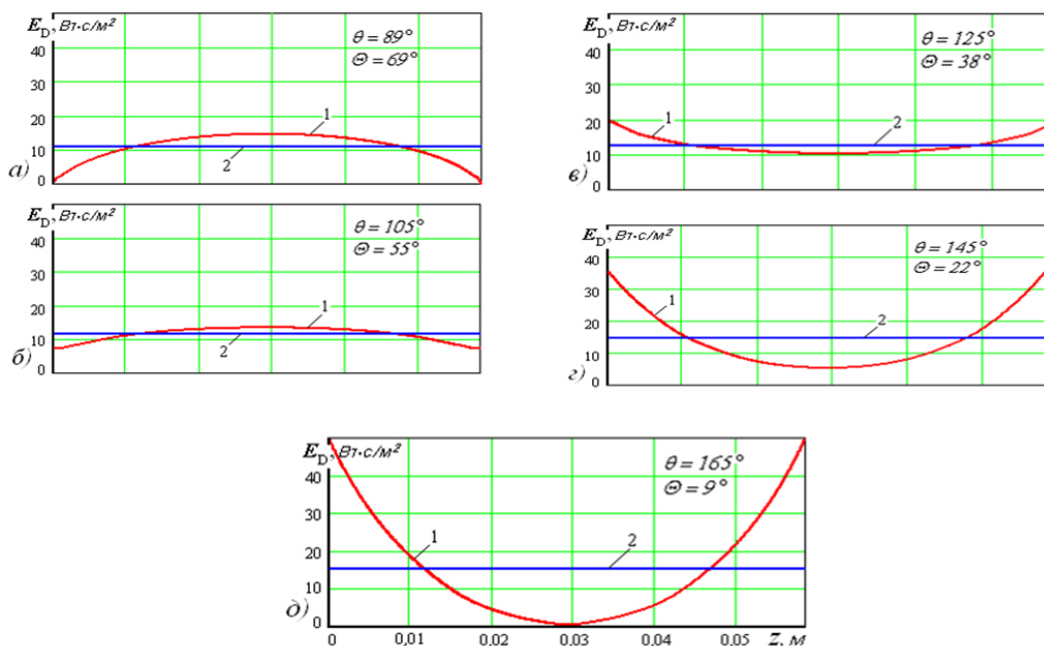 E_D, Вт·с/м²
θ = 89°
Θ = 69°
40
30
20
10
0
1
2
а)
E_D, Вт·с/м²
θ = 105°
Θ = 55°
40
30
20
10
0
1
2
б)
E_D, Вт·с/м²
θ = 125°
Θ = 38°
40
30
20
10
0
1
2
в)
E_D, Вт·с/м²
θ = 145°
Θ = 22°
40
30
20
10
0
1
2
г)
E_D, Вт·с/м²
θ = 165°
Θ = 9°
40
30
20
10
0
1
2
д)
0 0,01 0,02 0,03 0,04 0,05 z, м